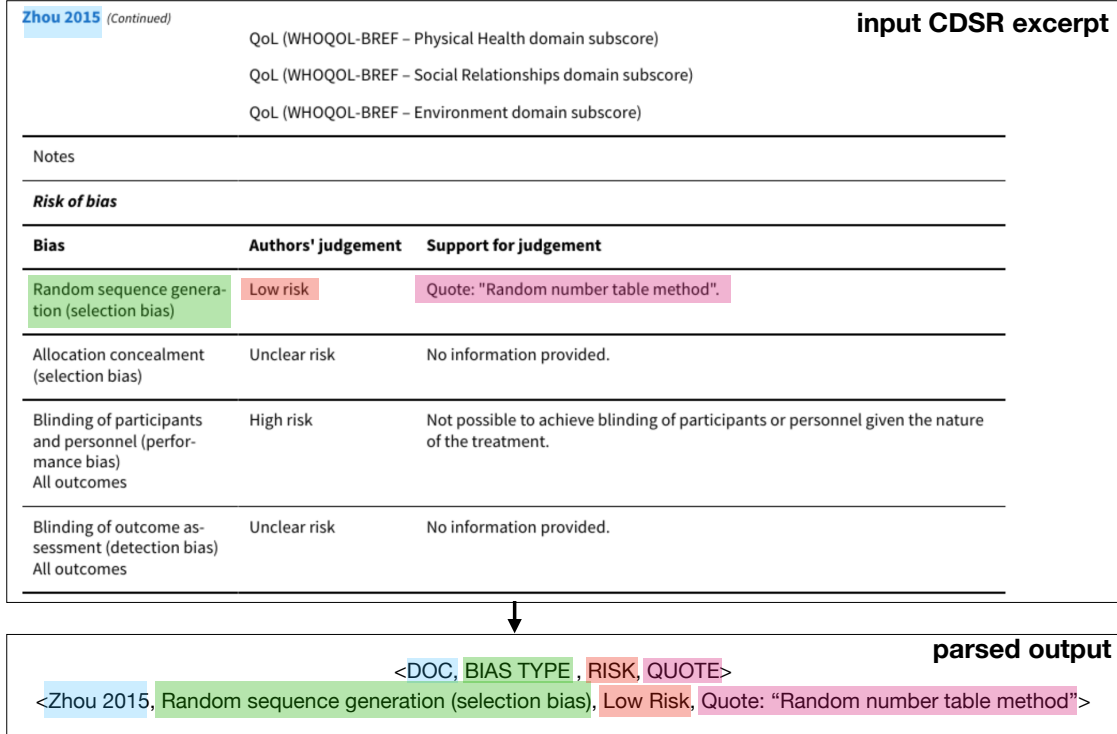 Zhou 2015 (Continued)
input CDSR excerpt
QoL (WHOQOL-BREF – Physical Health domain subscore)
QoL (WHOQOL-BREF – Social Relationships domain subscore)
QoL (WHOQOL-BREF – Environment domain subscore)
Notes
Risk of bias
Bias Authors' judgement Support for judgement
Random sequence genera-
tion (selection bias)
Low risk
Quote: "Random number table method".
Allocation concealment
(selection bias)
Unclear risk
No information provided.
Blinding of participants
and personnel (perfor-
mance bias)
All outcomes
High risk
Not possible to achieve blinding of participants or personnel given the nature
of the treatment.
Blinding of outcome as-
sessment (detection bias)
All outcomes
Unclear risk
No information provided.
parsed output
<DOC, BIAS TYPE , RISK, QUOTE>
<Zhou 2015, Random sequence generation (selection bias), Low Risk, Quote: “Random number table method”>